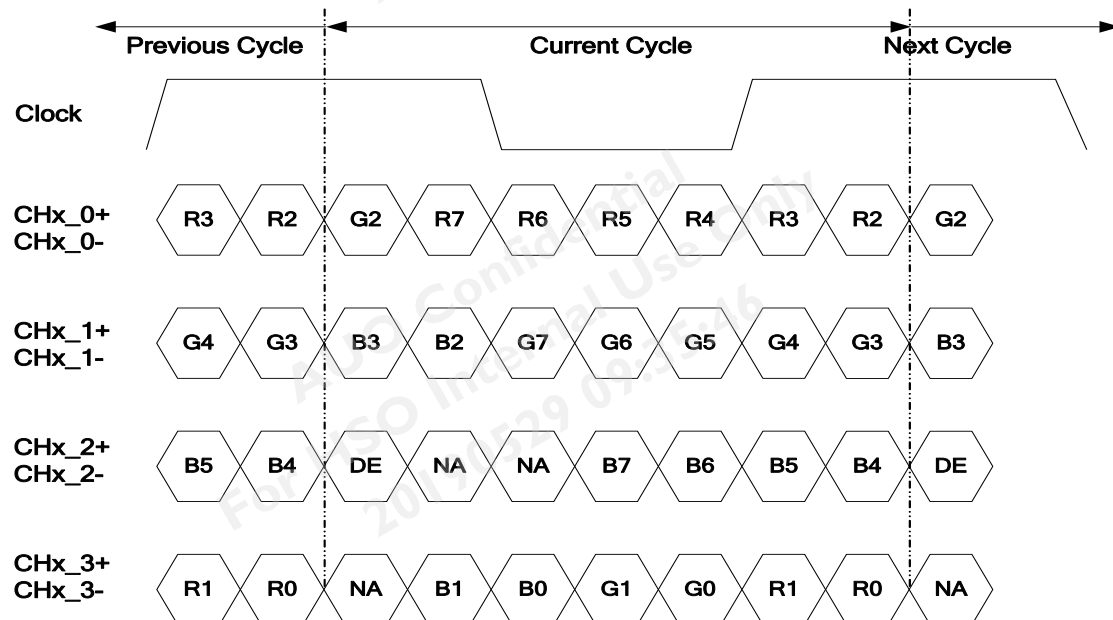 Previous Cycle Current Cycle Next Cycle
Clock
CHx_0+
CHx_0-
R3 R2 G2 R7 R6 R5 R4 R3 R2 G2
CHx_1+
CHx_1-
G4 G3 B3 B2 G7 G6 G5 G4 G3 B3
CHx_2+
CHx_2-
B5 B4 DE NA NA B7 B6 B5 B4 DE
CHx_3+
CHx_3-
R1 R0 NA B1 B0 G1 G0 R1 R0 NA
AUO Confidential
For HSO Internal Use Only
20190529 09:35:46